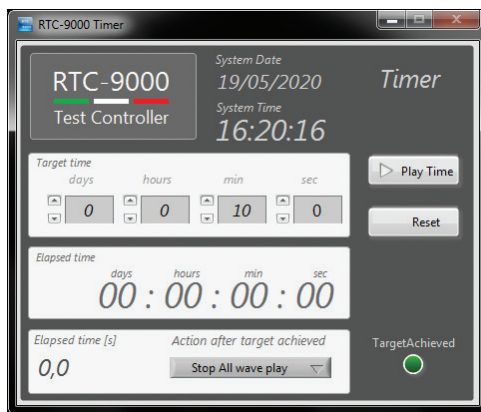 RTC-9000 Timer
RTC-9000
Test Controller
System Date
19/05/2020
System Time
16:20:16
Timer
Target time
days hours min sec
0 0 10 0
Play Time
Reset
Elapsed time
days hours min sec
00 : 00 : 00 : 00
Elapsed time [s]
0,0
Action after target achieved
Stop All wave play
TargetAchieved